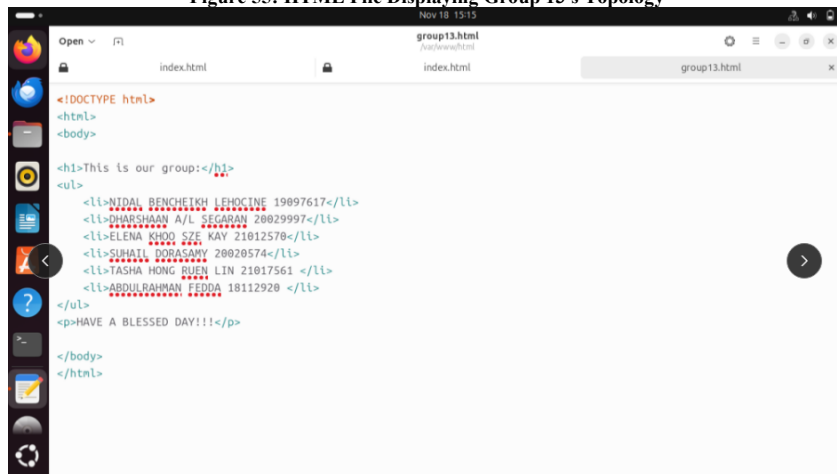 Figure 35: HTML File Displaying Group 13's Topology
Nov 18 15:15
Open
group13.html
/var/www/html
index.html
index.html
group13.html
<!DOCTYPE html>
<html>
<body>
<h1>This is our group:</h1>
<ul>
<li>NIDAL BENCHEIKH LEHOCINE 19097617</li>
<li>DHARSHAAN A/L SEGARAN 20029997</li>
<li>ELENA KHOO SZE KAY 21012570</li>
<li>SUHAIL DORASAMY 20020574</li>
<li>TASHA HONG RUEN LIN 21017561 </li>
<li>ABDULRAHMAN FEDDA 18112920 </li>
</ul>
<p>HAVE A BLESSED DAY!!!</p>
</body>
</html>